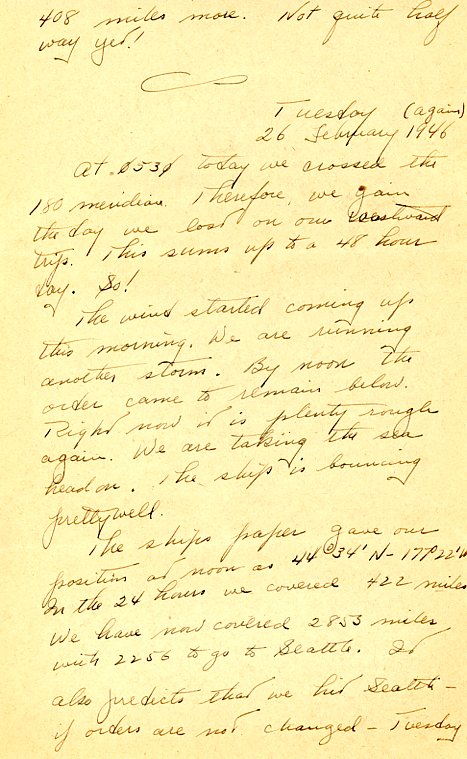 408 miles more. Not quite half
way yet!
Tuesday (again)
26 February 1946
At 0530 today we crossed the
180 meridian. Therefore, we gain
the day we lost on our westward
trip. This sums up to a 48 hour
day. So!
The wind started coming up
this morning. We are running
another storm. By noon the
order came to remain below.
Right now it is plenty rough
again. We are taking the sea
head on. The ship is bouncing
pretty well.
The ships paper gave our
position at noon as 44°34' N - 177°22' W
In the 24 hours we covered 422 miles
We have now covered 2853 miles
with 2256 to go to Seattle. It
also predicts that we hit Seattle -
if orders are not changed - Tuesday